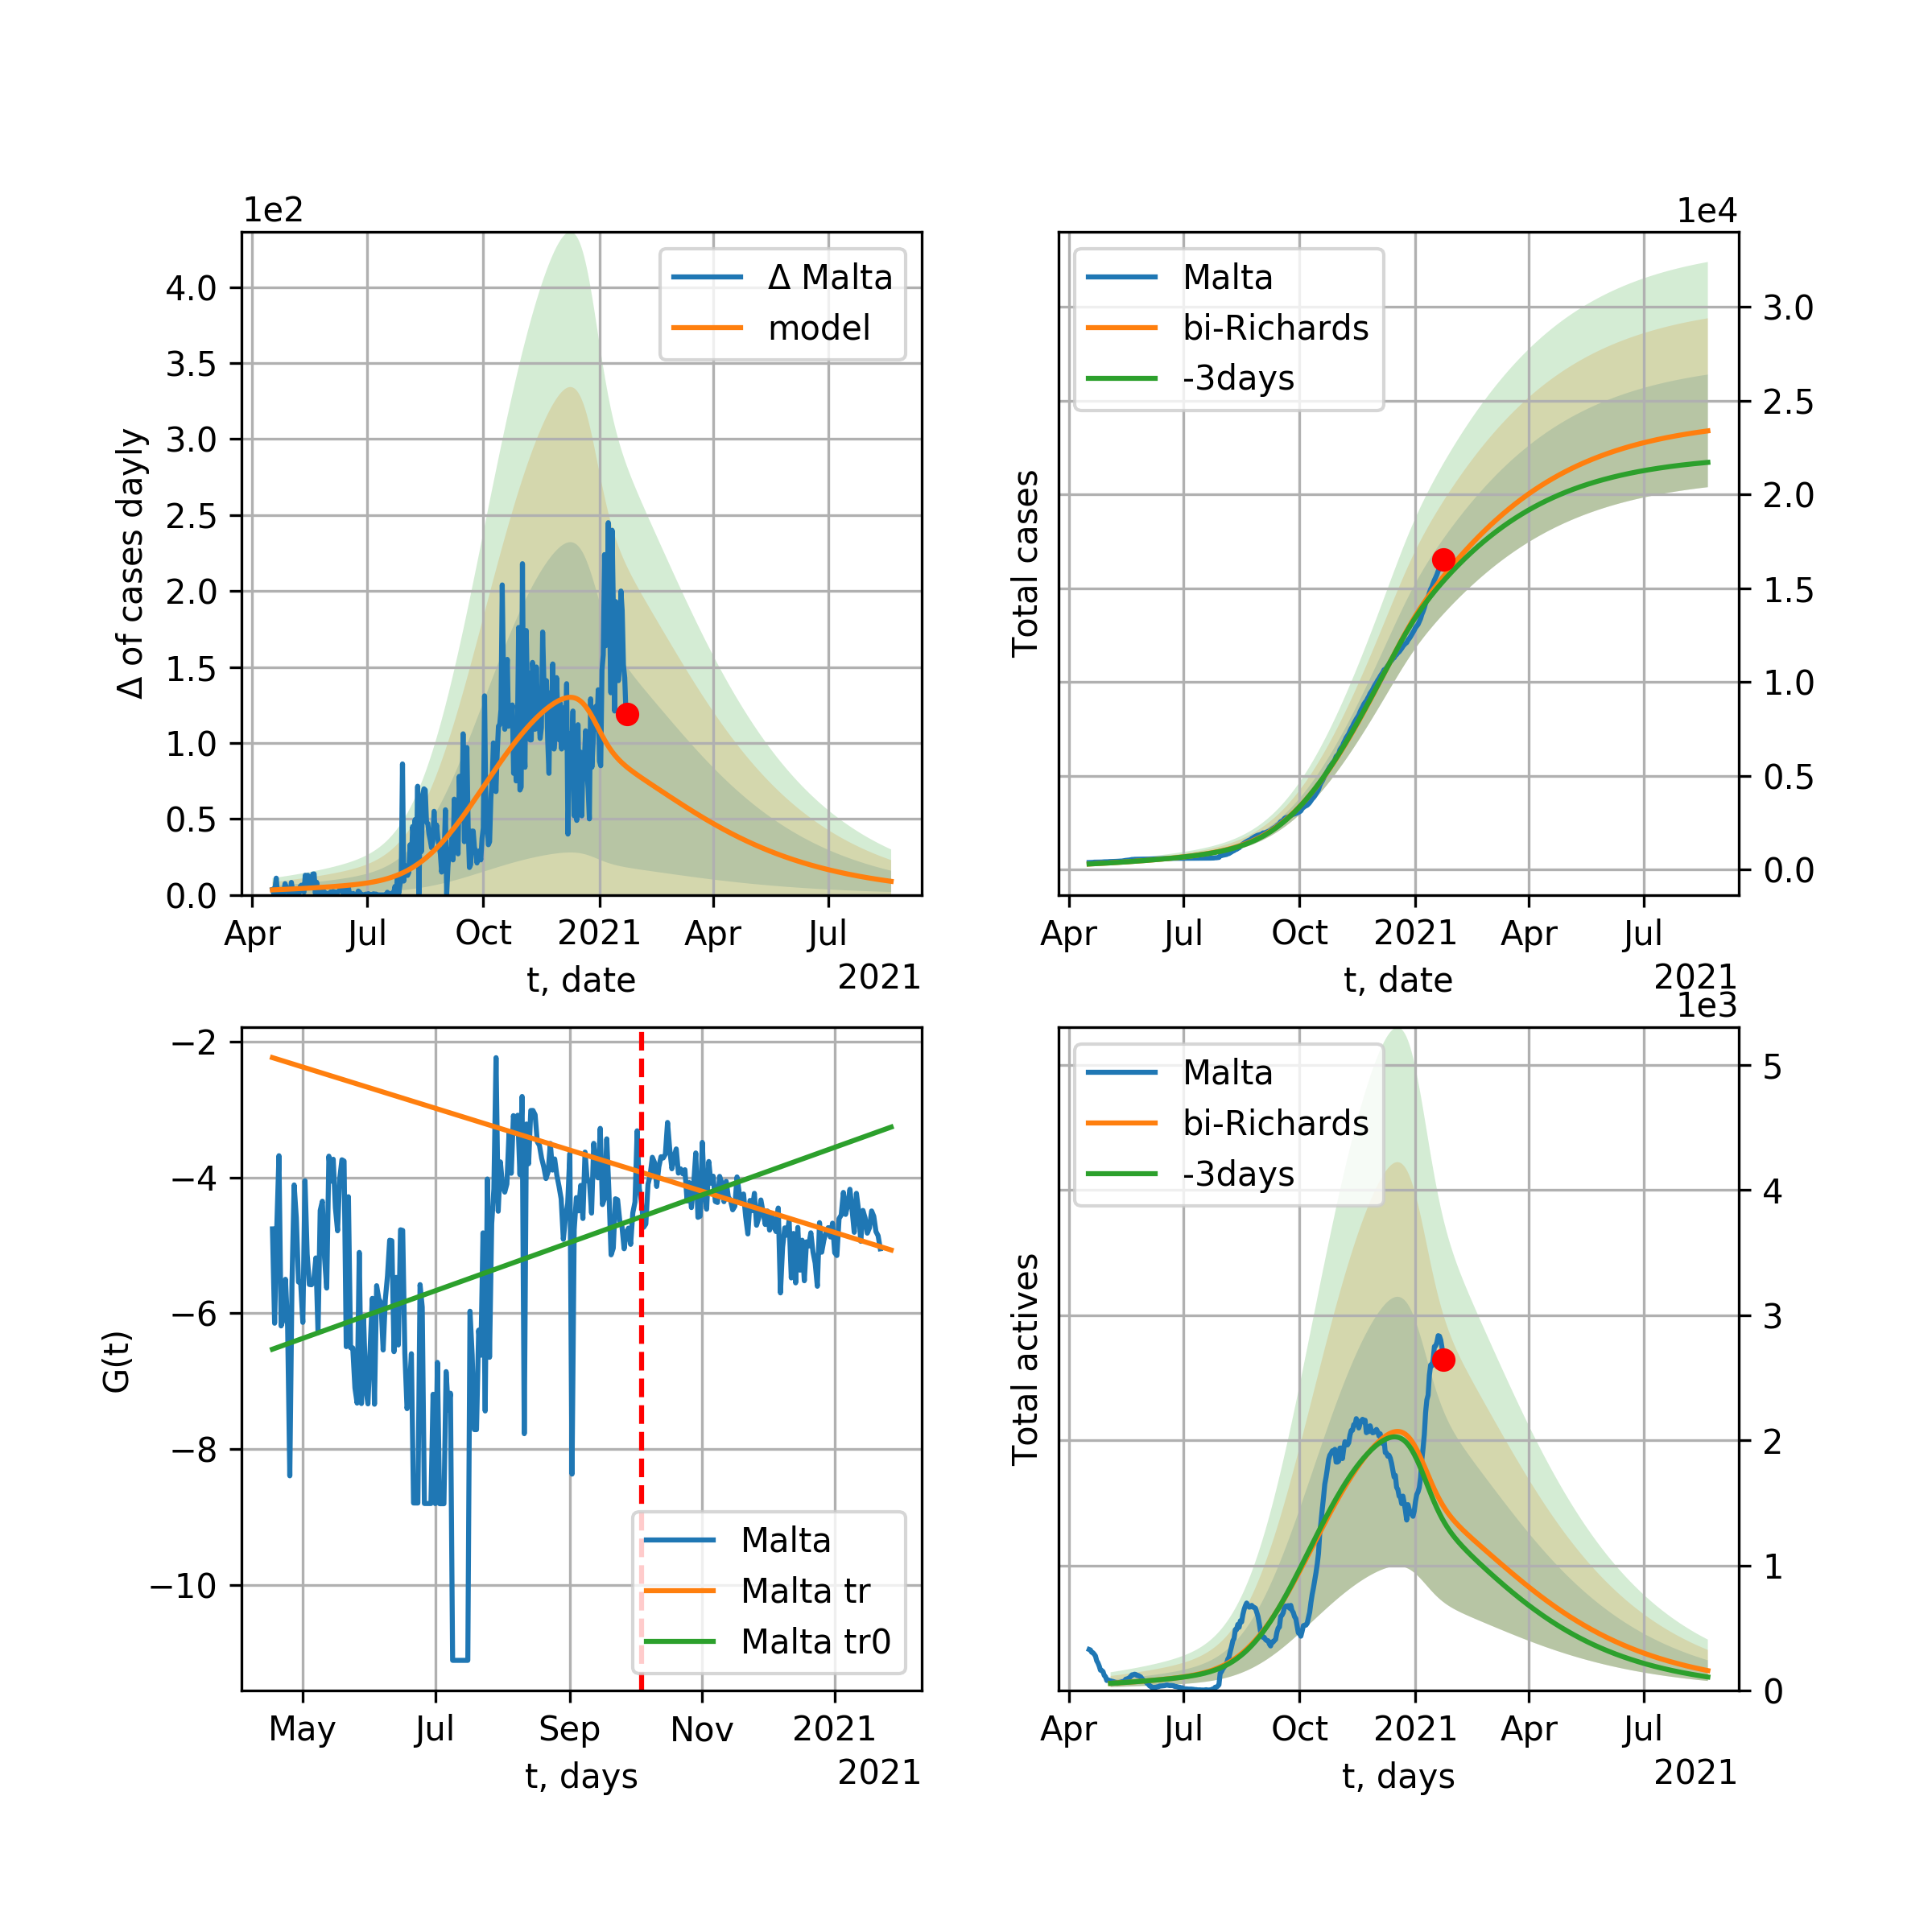 1e2
Δ of cases dayly
4.0
3.5
3.0
2.5
2.0
1.5
1.0
0.5
0.0
Δ Malta
model
Apr Jul Oct 2021 Apr Jul
t, date
2021
1e4
Total cases
Malta
bi-Richards
-3days
3.0
2.5
2.0
1.5
1.0
0.5
0.0
Apr Jul Oct 2021 Apr Jul
t, date
2021
G(t)
−2
−4
−6
−8
−10
Malta
Malta tr
Malta tr0
May Jul Sep Nov 2021
t, days
2021
1e3
Total actives
Malta
bi-Richards
-3days
5
4
3
2
1
0
Apr Jul Oct 2021 Apr Jul
t, days
2021